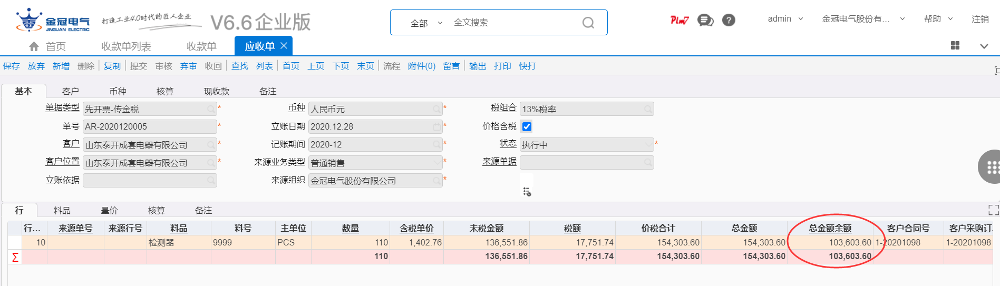 金冠电气
JINGUAN ELECTRIC
打造工业4.0时代的匠人企业
V6.6企业版
全部 全文搜索
Plm7
?
admin 金冠电气股份有... 帮助 注销
首页 收款单列表 收款单 应收单
保存 放弃 新增 删除 复制 提交 审核 弃审 收回 查找 列表 首页 上页 下页 末页 流程 附件(0) 留言 输出 打印 快打
基本 客户 币种 核算 现收款 备注
单据类型 先开票-传金税 * 币种 人民币元 * 税组合 13%税率
单号 AR-2020120005 * 立账日期 2020.12.28 * 价格含税
客户 山东泰开成套电器有限公司 * 记账期间 2020-12 * 状态 执行中 *
客户位置 山东泰开成套电器有限公司 * 来源业务类型 普通销售 * 来源单据
立账依据 来源组织 金冠电气股份有限公司 *
行 料品 量价 核算 备注
行... 来源单号 来源行号 料品 料号 主单位 数量 含税单价 未税金额 税额 价税合计 总金额 总金额余额 客户合同号 客户采购订
10 检测器 9999 PCS 110 1,402.76 136,551.86 17,751.74 154,303.60 154,303.60 103,603.60 1-20201098 1-20201098
Σ 110 136,551.86 17,751.74 154,303.60 154,303.60 103,603.60